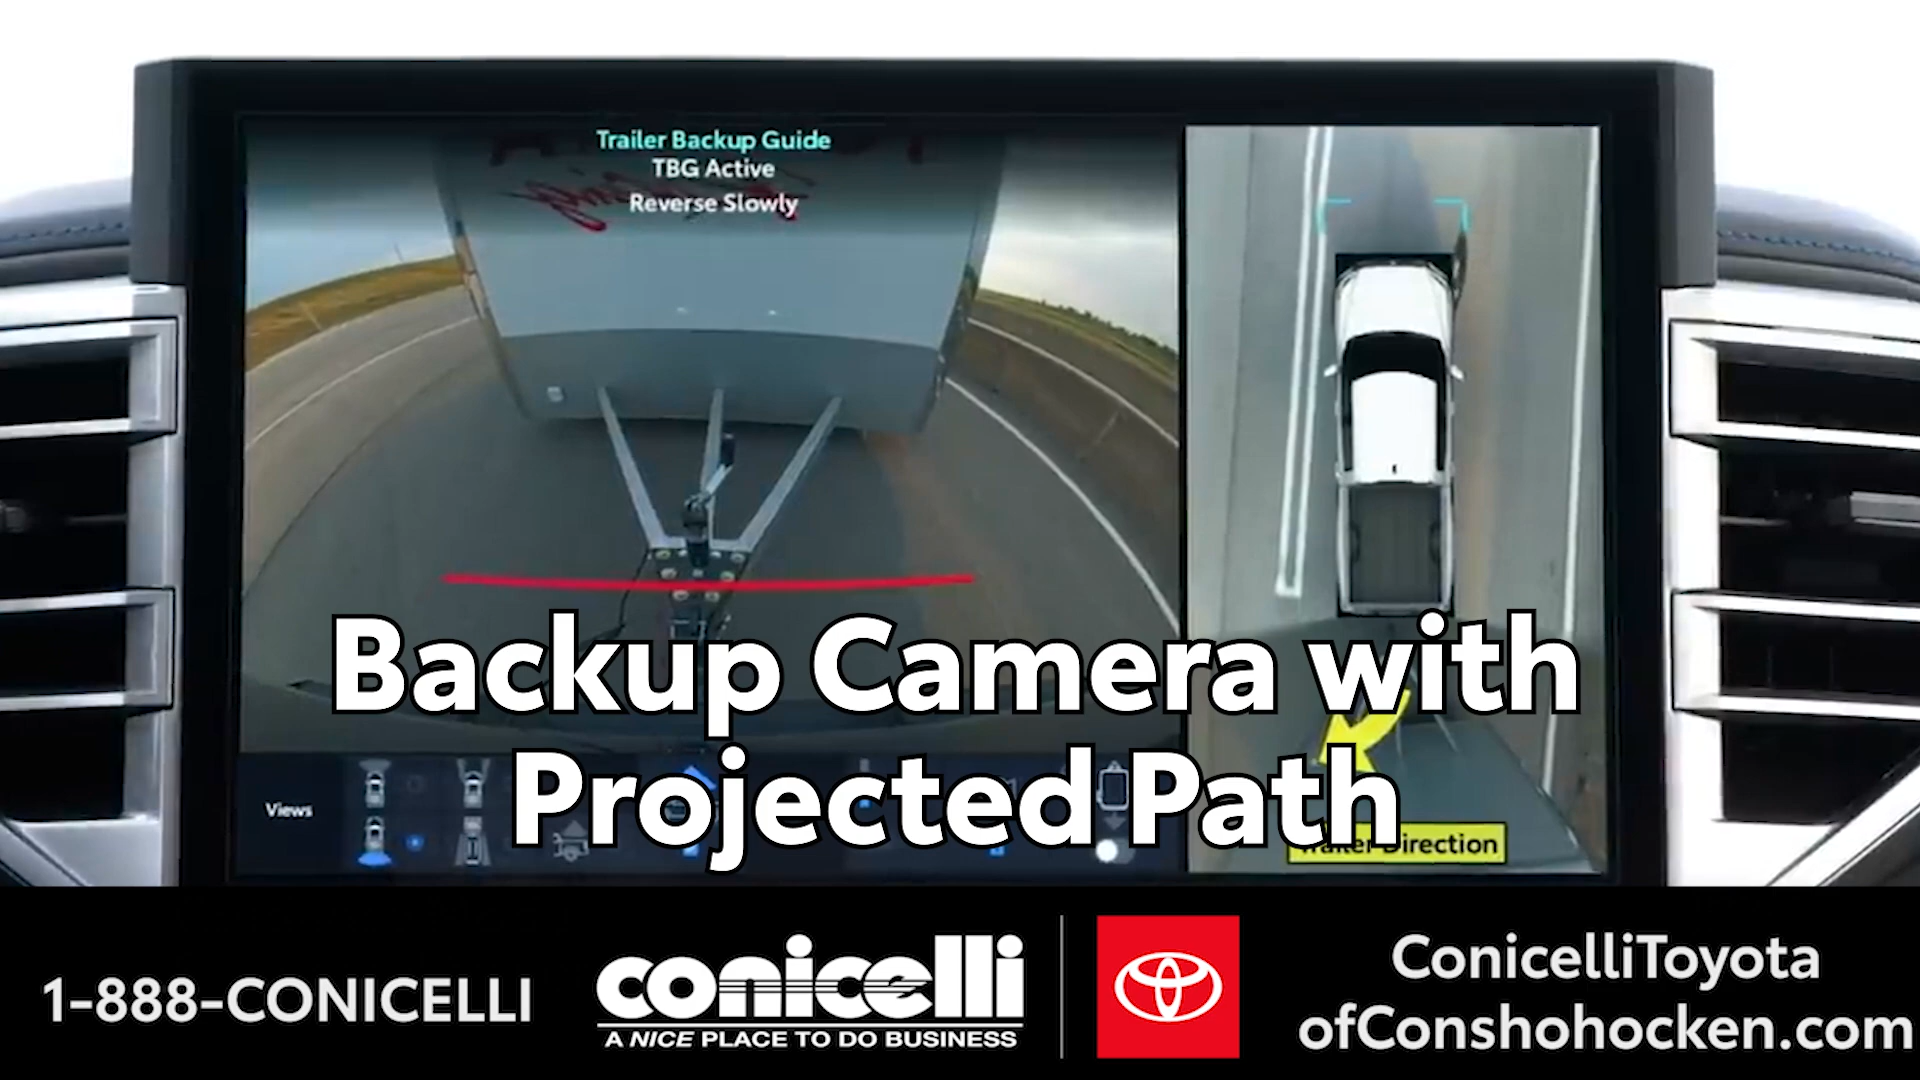 Trailer Backup Guide
TBG Active
Reverse Slowly
Backup Camera with
Projected Path
Views
Trailer Direction
1-888-CONICELLI
conicelli
A NICE PLACE TO DO BUSINESS
ConicelliToyota
ofConshohocken.com